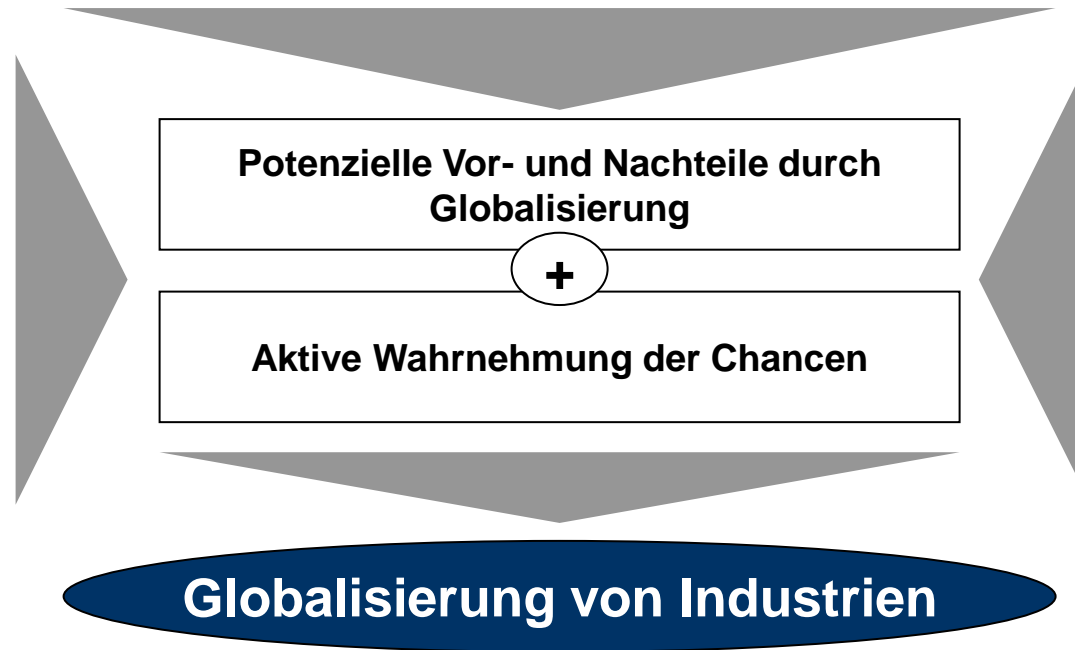 Potenzielle Vor- und Nachteile durch
Globalisierung
+
Aktive Wahrnehmung der Chancen
Globalisierung von Industrien